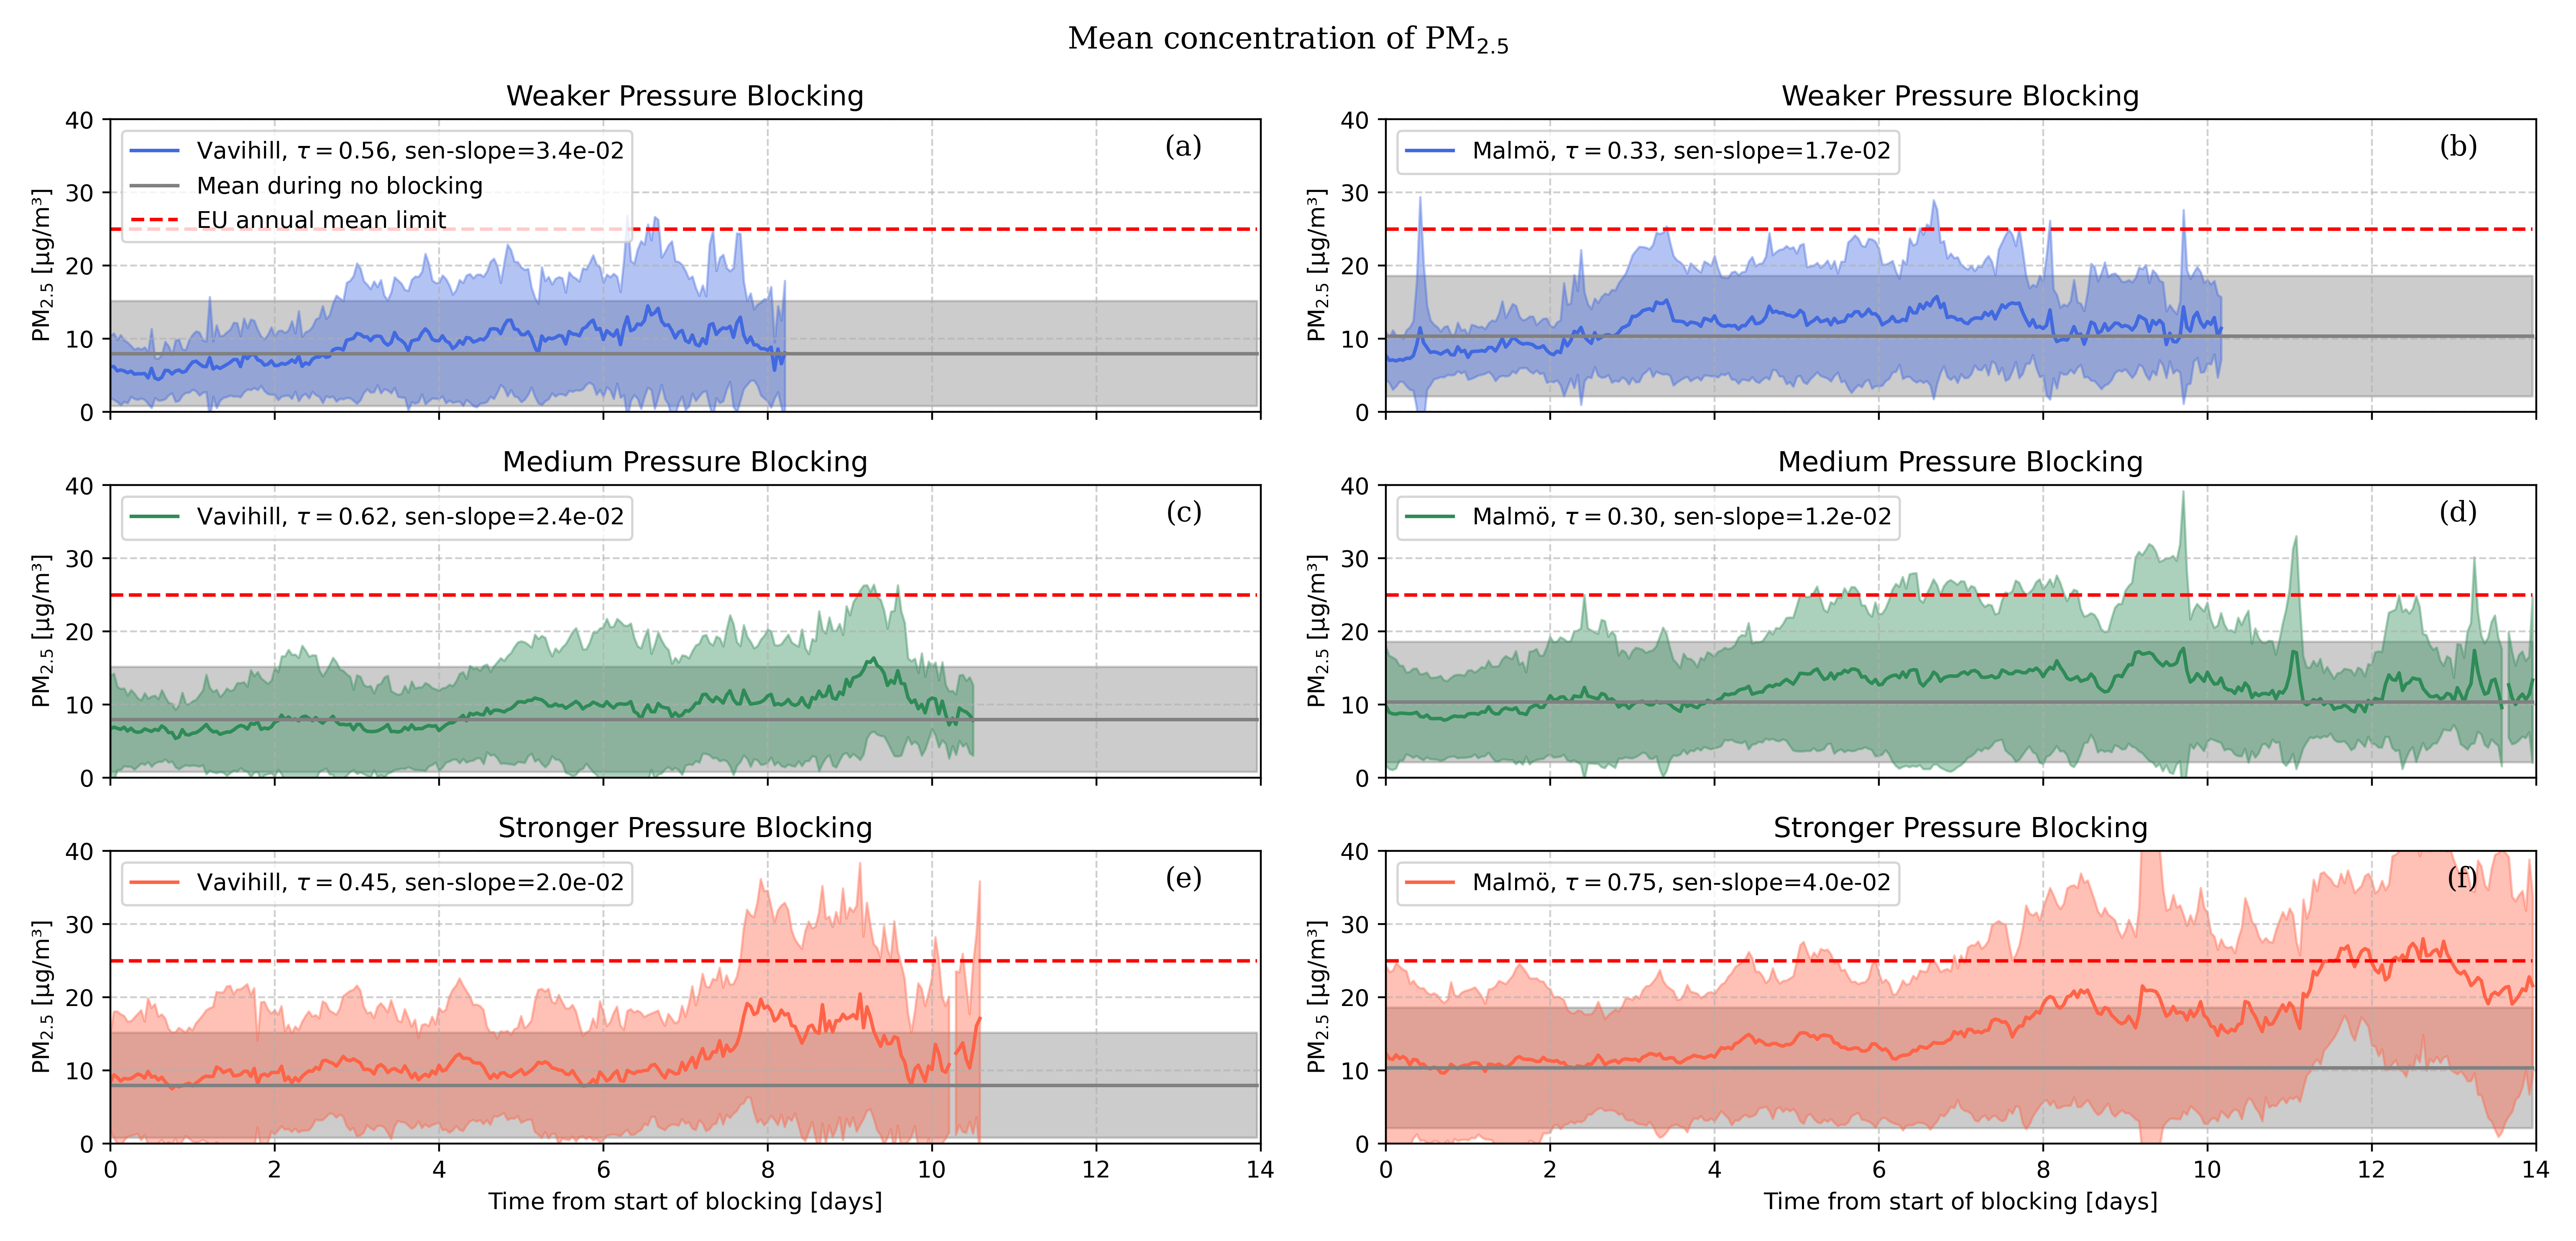 Mean concentration of PM₂.₅
Weaker Pressure Blocking
(a)
Vavihill, τ = 0.56, sen-slope=3.4e-02
Mean during no blocking
EU annual mean limit
PM₂.₅ [µg/m³]
40
30
20
10
0
Weaker Pressure Blocking
(b)
Malmö, τ = 0.33, sen-slope=1.7e-02
PM₂.₅ [µg/m³]
40
30
20
10
0
Medium Pressure Blocking
(c)
Vavihill, τ = 0.62, sen-slope=2.4e-02
PM₂.₅ [µg/m³]
40
30
20
10
0
Medium Pressure Blocking
(d)
Malmö, τ = 0.30, sen-slope=1.2e-02
PM₂.₅ [µg/m³]
40
30
20
10
0
Stronger Pressure Blocking
(e)
Vavihill, τ = 0.45, sen-slope=2.0e-02
PM₂.₅ [µg/m³]
40
30
20
10
0
0 2 4 6 8 10 12 14
Time from start of blocking [days]
Stronger Pressure Blocking
(f)
Malmö, τ = 0.75, sen-slope=4.0e-02
PM₂.₅ [µg/m³]
40
30
20
10
0
0 2 4 6 8 10 12 14
Time from start of blocking [days]